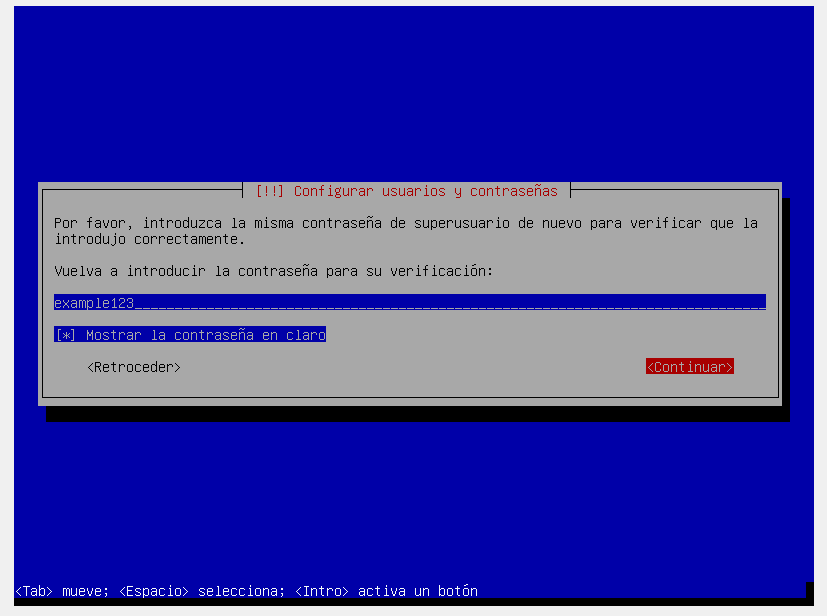 [!!] Configurar usuarios y contraseñas
Por favor, introduzca la misma contraseña de superusuario de nuevo para verificar que la
introdujo correctamente.
Vuelva a introducir la contraseña para su verificación:
example123
[*] Mostrar la contraseña en claro
<Retroceder> <Continuar>
<Tab> mueve; <Espacio> selecciona; <Intro> activa un botón